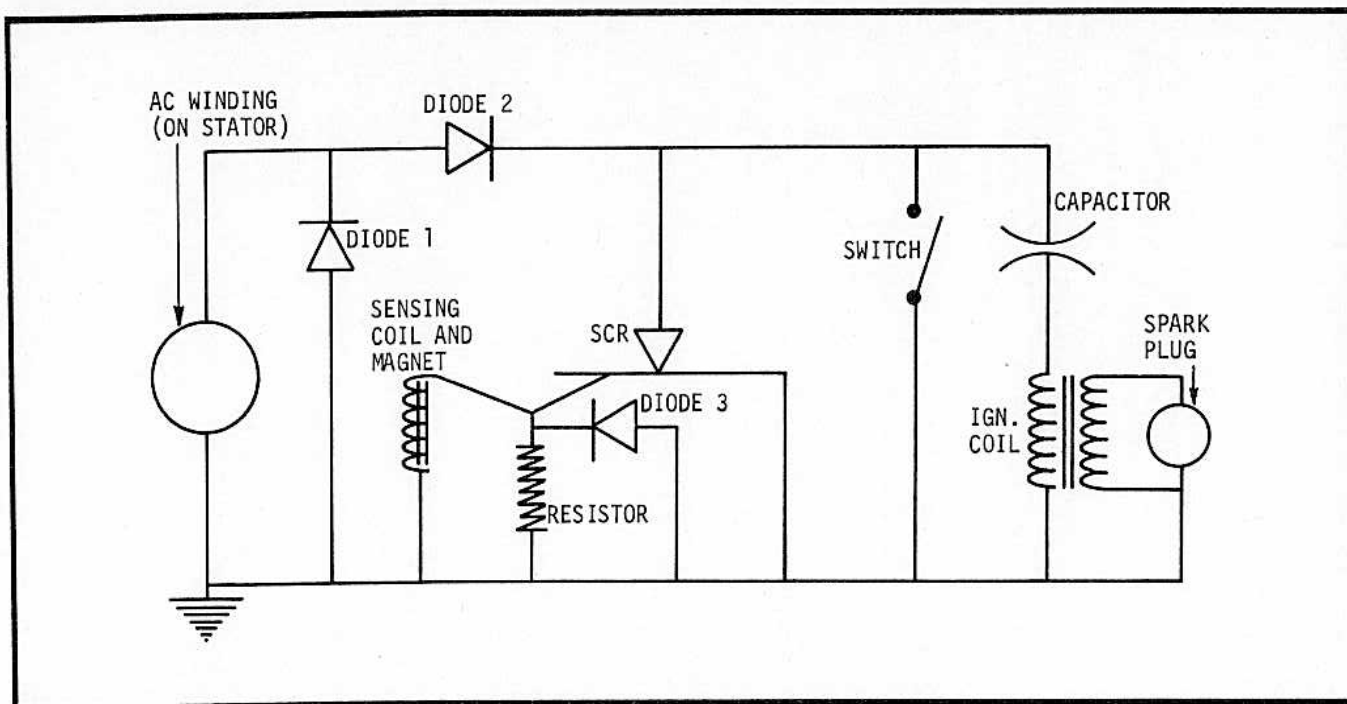 AC WINDING
(ON STATOR)
DIODE 2
DIODE 1
CAPACITOR
SWITCH
SENSING
COIL AND
MAGNET
SCR
SPARK
PLUG
DIODE 3
IGN.
COIL
RESISTOR